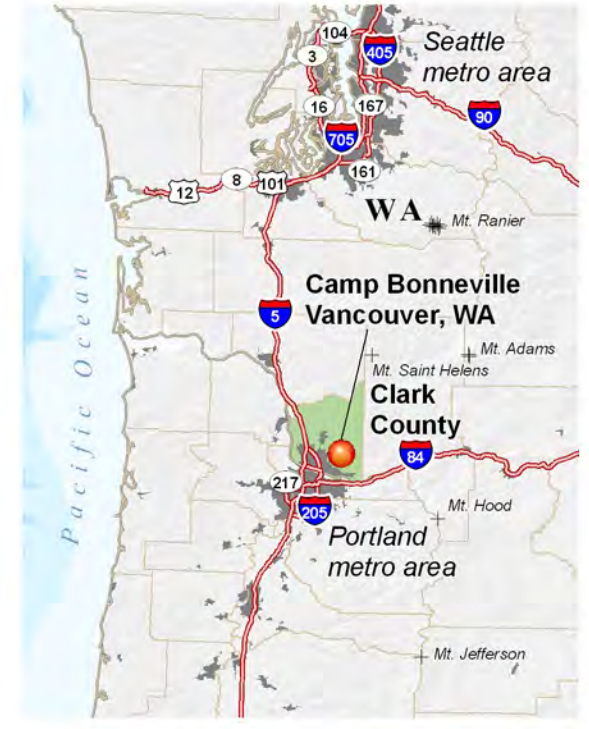 104
405
Seattle
metro area
3
16
167
90
705
161
8
101
12
WA
Mt. Ranier
Pacific Ocean
Camp Bonneville
Vancouver, WA
5
Mt. Adams
Mt. Saint Helens
Clark
County
84
217
205
Mt. Hood
Portland
metro area
Mt. Jefferson